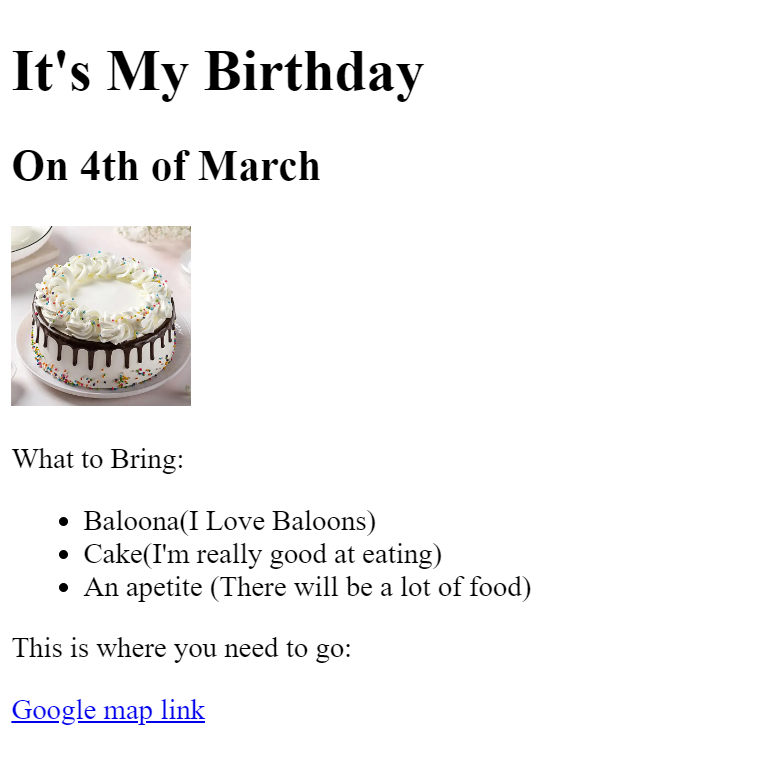 It's My Birthday
On 4th of March
What to Bring:
Baloona(I Love Baloons)
Cake(I'm really good at eating)
An apetite (There will be a lot of food)
This is where you need to go:
Google map link